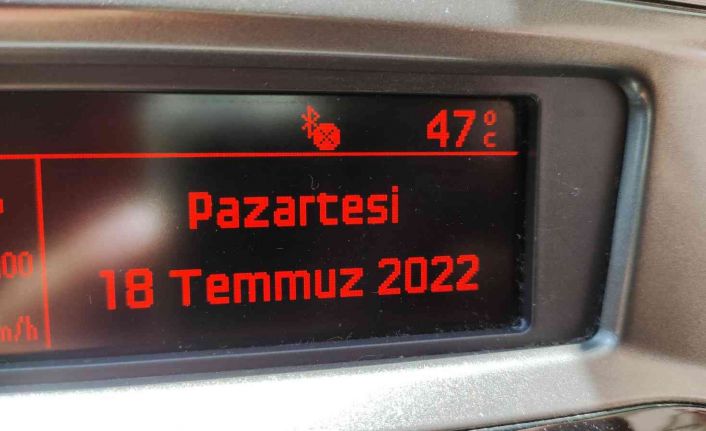 47°C
Pazartesi
18 Temmuz 2022
m/h